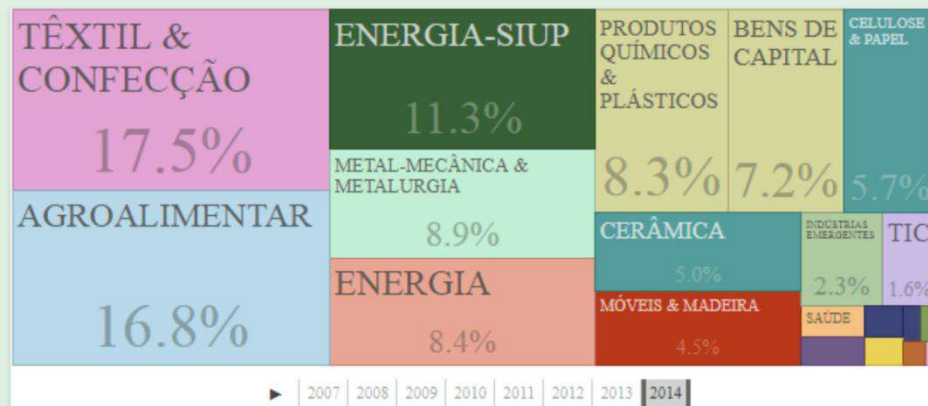 TÊXTIL &
CONFECÇÃO
17.5%
AGROALIMENTAR
16.8%
ENERGIA-SIUP
11.3%
METAL-MECÂNICA &
METALURGIA
8.9%
ENERGIA
8.4%
PRODUTOS
QUÍMICOS
&
PLÁSTICOS
8.3%
BENS DE
CAPITAL
7.2%
CELULOSE
& PAPEL
5.7%
CERÂMICA
5.0%
MÓVEIS & MADEIRA
4.5%
INDÚSTRIAS
EMERGENTES
2.3%
TIC
1.6%
SAÚDE
► 2007 2008 2009 2010 2011 2012 2013 2014